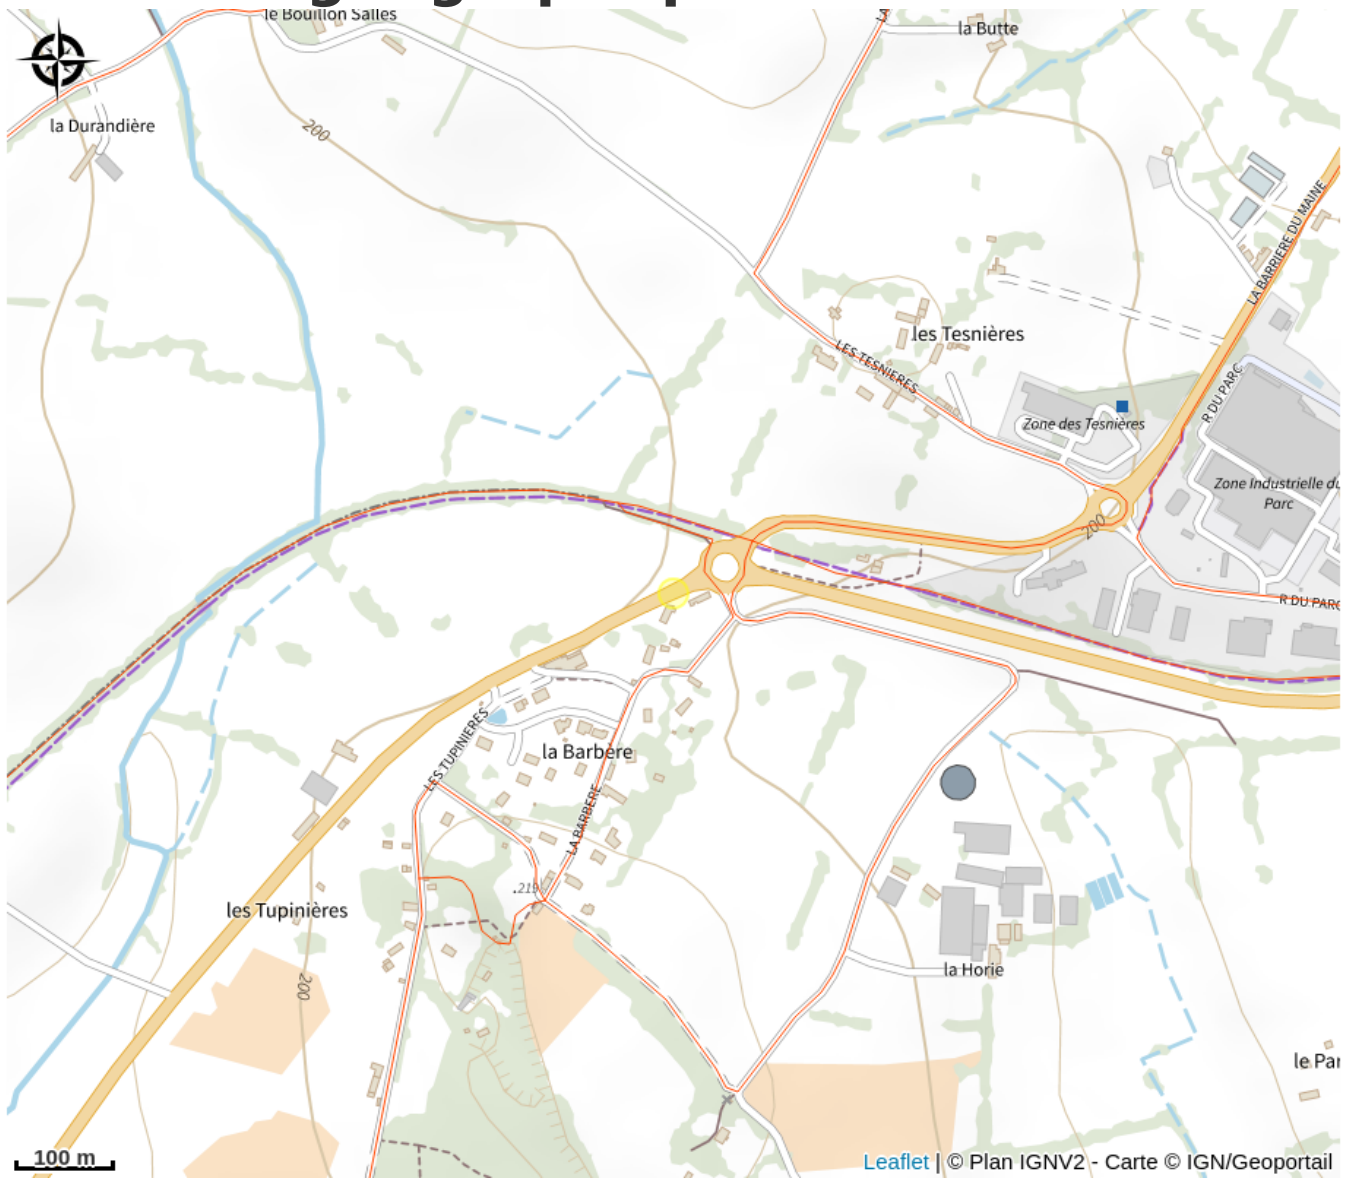 le Bouillon Salles
la Butte
la Durandière
200
LA BARRIERE DU MAINE
les Tesnières
LES TESNIERES
R DU PARC
Zone des Tesnières
Zone Industrielle du
Parc
200
R DU PARC
LES TUPINIERES
la Barbère
LA BARBERE
.219
les Tupinières
la Horie
200
le Par
100 m
Leaflet | © Plan IGNV2 - Carte © IGN/Geoportail